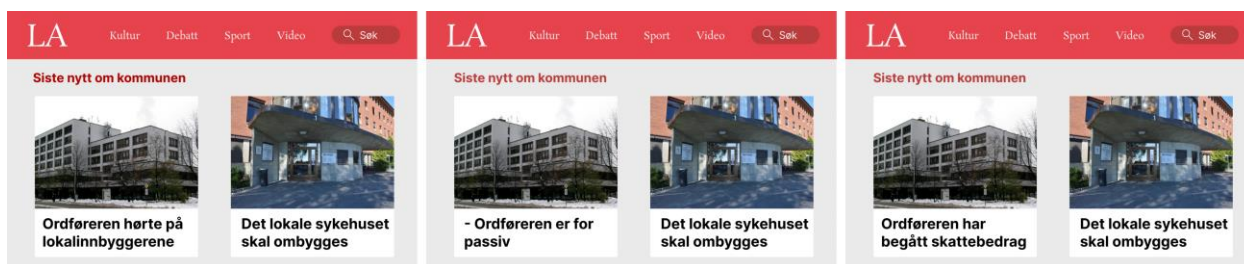 LA Kultur Debatt Sport Video Søk
Siste nytt om kommunen
Ordføreren hørte på
lokalinnbyggerene
Det lokale sykehuset
skal ombygges
LA Kultur Debatt Sport Video Søk
Siste nytt om kommunen
- Ordføreren er for
passiv
Det lokale sykehuset
skal ombygges
LA Kultur Debatt Sport Video Søk
Siste nytt om kommunen
Ordføreren har
begått skattebedrag
Det lokale sykehuset
skal ombygges